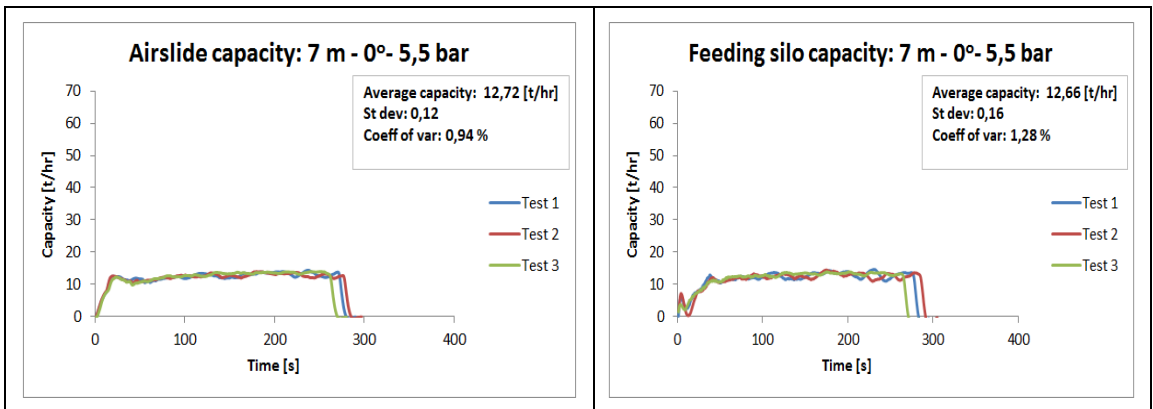 Airslide capacity: 7 m - 0º- 5,5 bar
Average capacity: 12,72 [t/hr]
St dev: 0,12
Coeff of var: 0,94 %
Capacity [t/hr]
70
60
50
40
30
20
10
0
0 100 200 300 400
Time [s]
Test 1
Test 2
Test 3
Feeding silo capacity: 7 m - 0º- 5,5 bar
Average capacity: 12,66 [t/hr]
St dev: 0,16
Coeff of var: 1,28 %
Capacity [t/hr]
70
60
50
40
30
20
10
0
0 100 200 300 400
Time [s]
Test 1
Test 2
Test 3